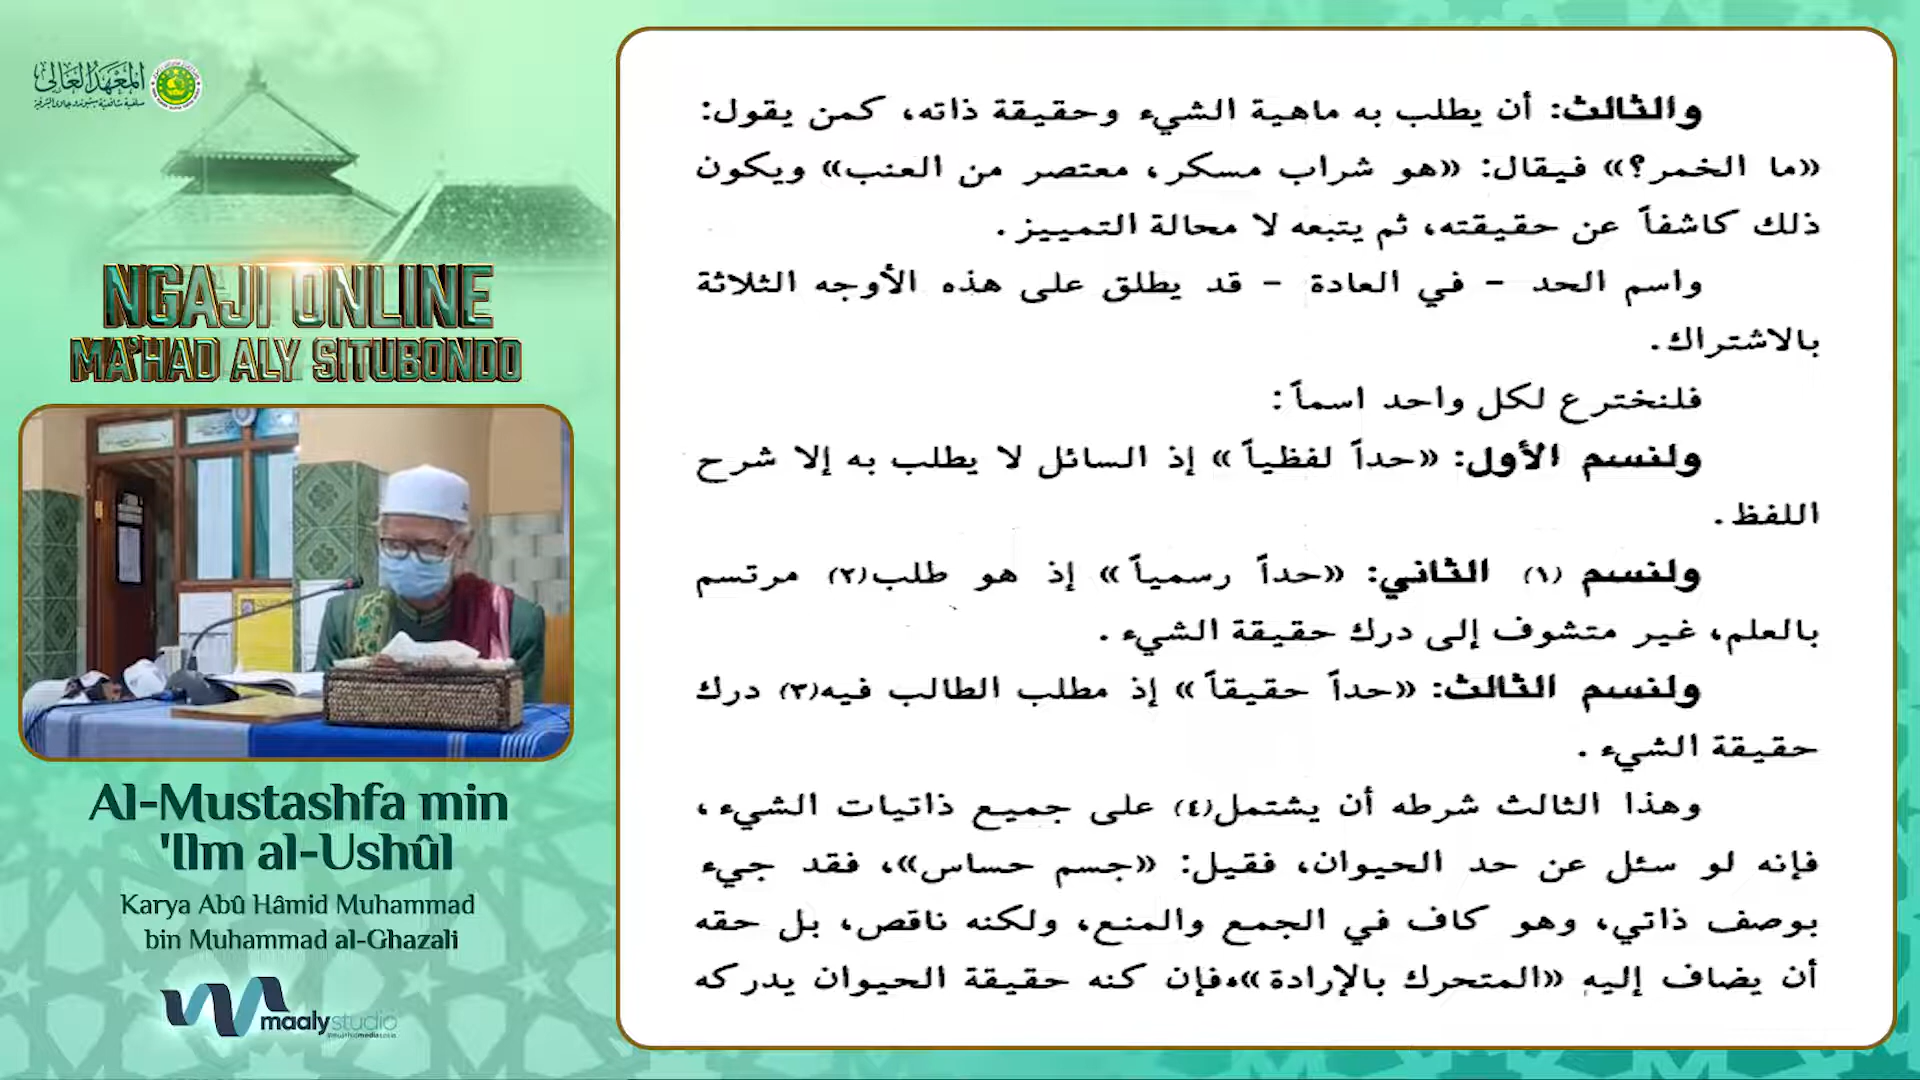 المعهد العالى
NGAJI ONLINE
MA'HAD ALY SITUBONDO
Al-Mustashfa min
'Ilm al-Ushûl
Karya Abû Hâmid Muhammad
bin Muhammad al-Ghazali
maalystudio
والثالث: أن يطلب به ماهية الشيء وحقيقة ذاته، كمن يقول:
«ما الخمر؟» فيقال: «هو شراب مسكر، معتصر من العنب» ويكون
ذلك كاشفاً عن حقيقته، ثم يتبعه لا محالة التمييز.
واسم الحد - في العادة - قد يطلق على هذه الأوجه الثلاثة
بالاشتراك.
فلنخترع لكل واحد اسماً:
ولنسم الأول: «حداً لفظياً» إذ السائل لا يطلب به إلا شرح
اللفظ.
ولنسم (١) الثاني: «حداً رسمياً» إذ هو طلب(٢) مرتسم
بالعلم، غير متشوف إلى درك حقيقة الشيء.
ولنسم الثالث: «حداً حقيقاً» إذ مطلب الطالب فيه(٣) درك
حقيقة الشيء.
وهذا الثالث شرطه أن يشتمل(٤) على جميع ذاتيات الشيء،
فإنه لو سئل عن حد الحيوان، فقيل: «جسم حساس»، فقد جيء
بوصف ذاتي، وهو كاف في الجمع والمنع، ولكنه ناقص، بل حقه
أن يضاف إليه «المتحرك بالإرادة»، فإن كنه حقيقة الحيوان يدركه